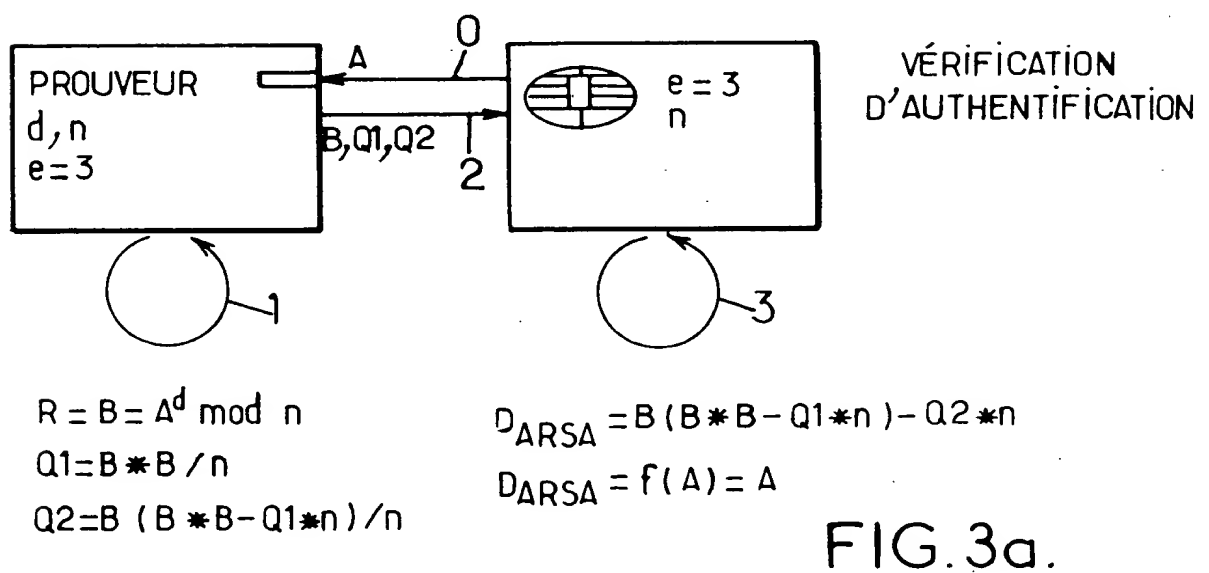 0
A
PROUVEUR
d, n
e = 3
B, Q1, Q2
2
e = 3
n
VÉRIFICATION
D'AUTHENTIFICATION
1
3
R = B = A^d mod n
Q1 = B * B / n
Q2 = B (B * B - Q1 * n) / n
D_ARSA = B (B * B - Q1 * n) - Q2 * n
D_ARSA = f(A) = A
FIG. 3a.